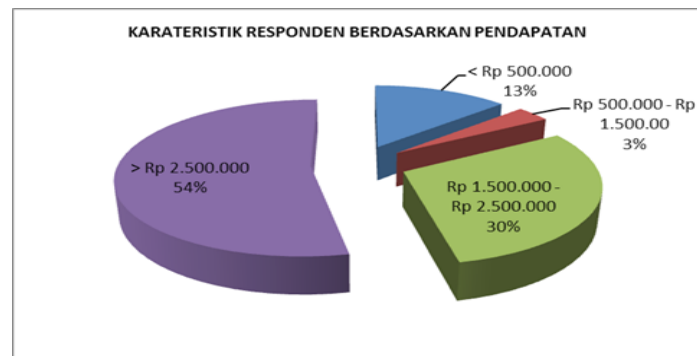 KARATERISTIK RESPONDEN BERDASARKAN PENDAPATAN
< Rp 500.000
13%
Rp 500.000 - Rp
1.500.00
3%
Rp 1.500.000 -
Rp 2.500.000
30%
> Rp 2.500.000
54%